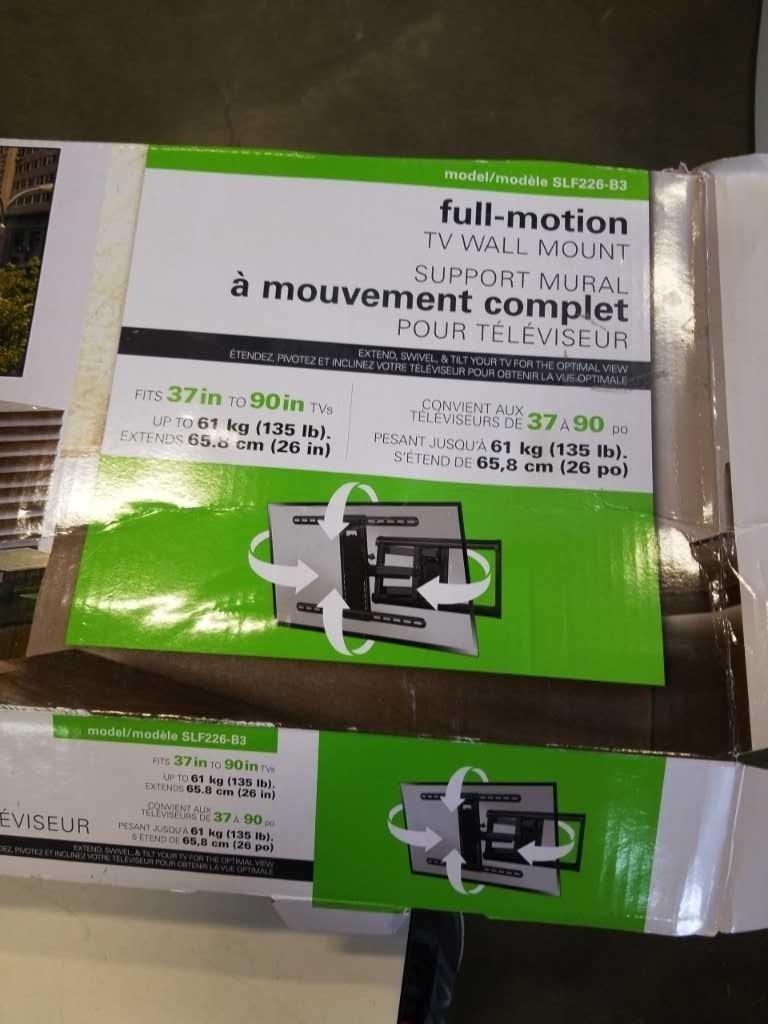 model/modèle SLF226-B3
full-motion
TV WALL MOUNT
SUPPORT MURAL
à mouvement complet
POUR TÉLÉVISEUR
EXTEND, SWIVEL, & TILT YOUR TV FOR THE OPTIMAL VIEW
ÉTENDEZ, PIVOTEZ ET INCLINEZ VOTRE TÉLÉVISEUR POUR OBTENIR LA VUE OPTIMALE
FITS 37in TO 90in TVs
UP TO 61 kg (135 lb).
EXTENDS 65.8 cm (26 in)
CONVIENT AUX
TÉLÉVISEURS DE 37 À 90 po
PESANT JUSQU'À 61 kg (135 lb).
S'ÉTEND DE 65,8 cm (26 po)
model/modèle SLF226-B3
FITS 37in TO 90in TVs
UP TO 61 kg (135 lb).
EXTENDS 65.8 cm (26 in)
CONVIENT AUX
TÉLÉVISEURS DE 37 À 90 po
PESANT JUSQU'À 61 kg (135 lb).
S'ÉTEND DE 65,8 cm (26 po)
ÉVISEUR
EXTEND, SWIVEL, & TILT YOUR TV FOR THE OPTIMAL VIEW
DEZ, PIVOTEZ ET INCLINEZ VOTRE TÉLÉVISEUR POUR OBTENIR LA VUE OPTIMALE